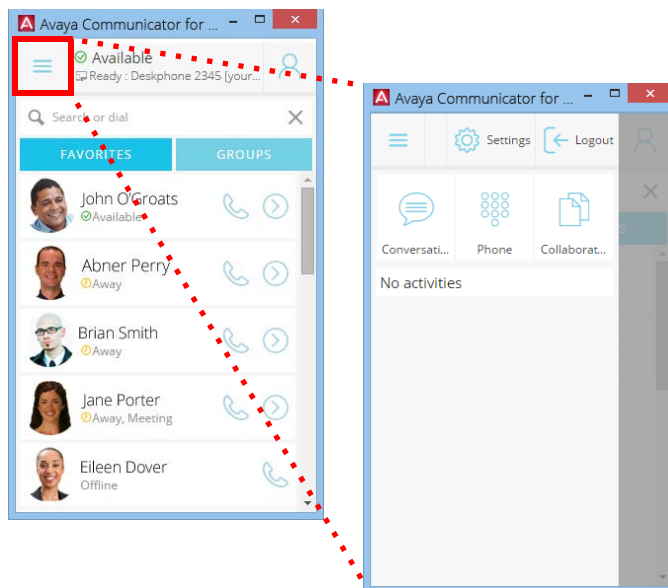 Avaya Communicator for ...
Available
Ready : Deskphone 2345 [your...
Search or dial
FAVORITES GROUPS
John O'Groats
Available
Abner Perry
Away
Brian Smith
Away
Jane Porter
Away, Meeting
Eileen Dover
Offline
Avaya Communicator for ...
Settings Logout
Conversati... Phone Collaborat...
No activities
S